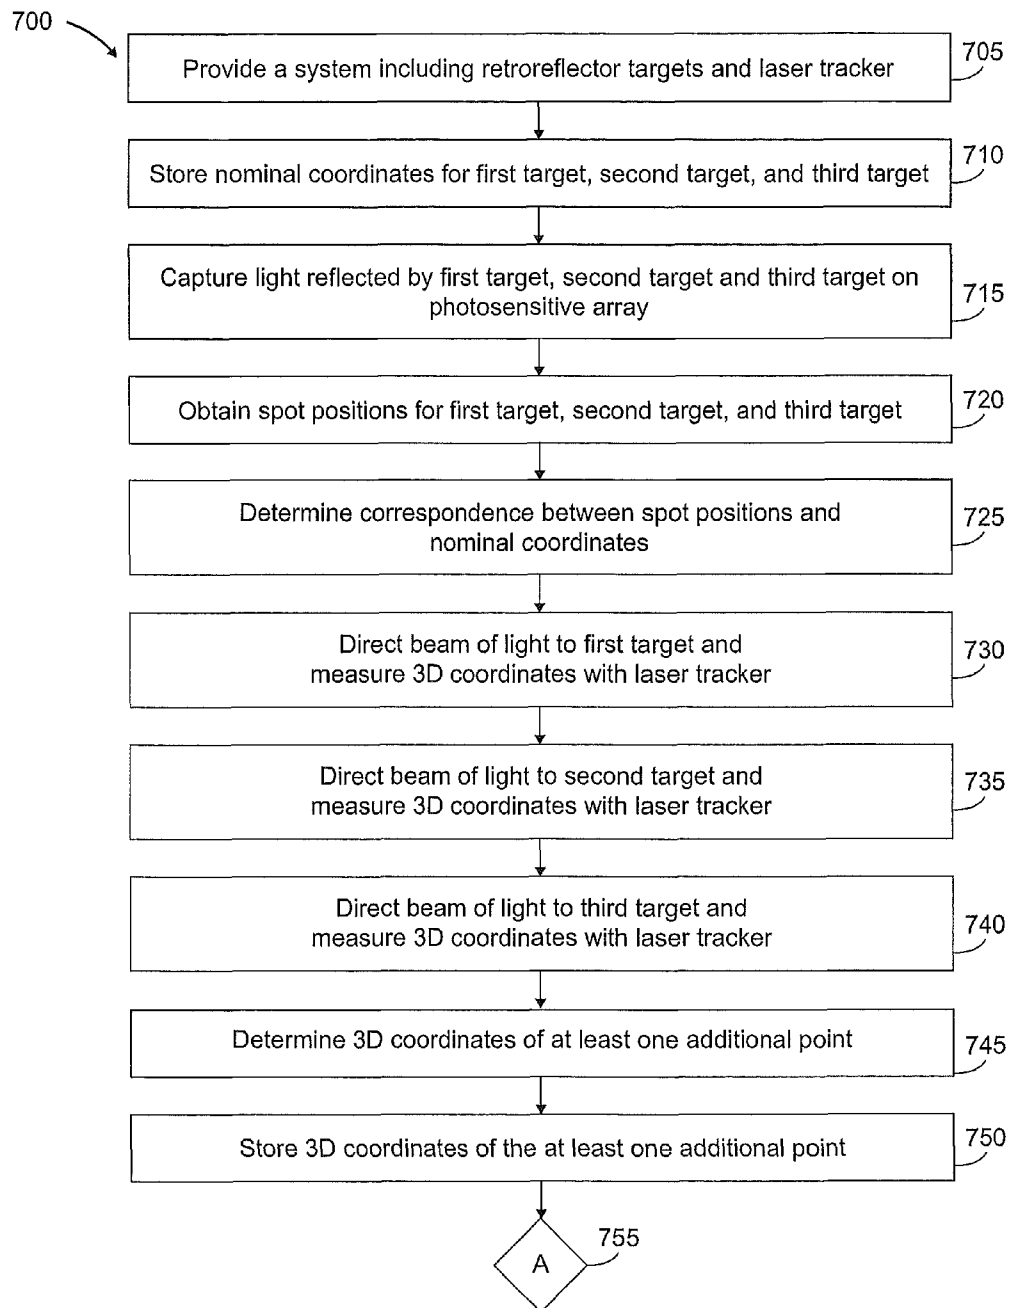 700
Provide a system including retroreflector targets and laser tracker
705
Store nominal coordinates for first target, second target, and third target
710
Capture light reflected by first target, second target and third target on
photosensitive array
715
Obtain spot positions for first target, second target, and third target
720
Determine correspondence between spot positions and
nominal coordinates
725
Direct beam of light to first target and
measure 3D coordinates with laser tracker
730
Direct beam of light to second target and
measure 3D coordinates with laser tracker
735
Direct beam of light to third target and
measure 3D coordinates with laser tracker
740
Determine 3D coordinates of at least one additional point
745
Store 3D coordinates of the at least one additional point
750
A
755